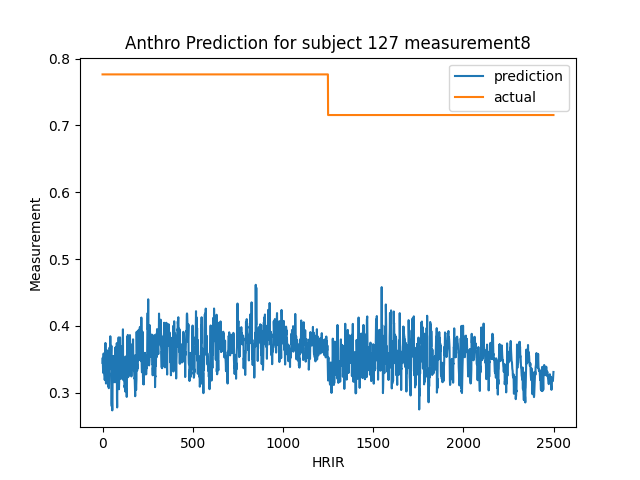 Anthro Prediction for subject 127 measurement8
prediction
actual
0.8
0.7
0.6
0.5
0.4
0.3
Measurement
0
500
1000
1500
2000
2500
HRIR